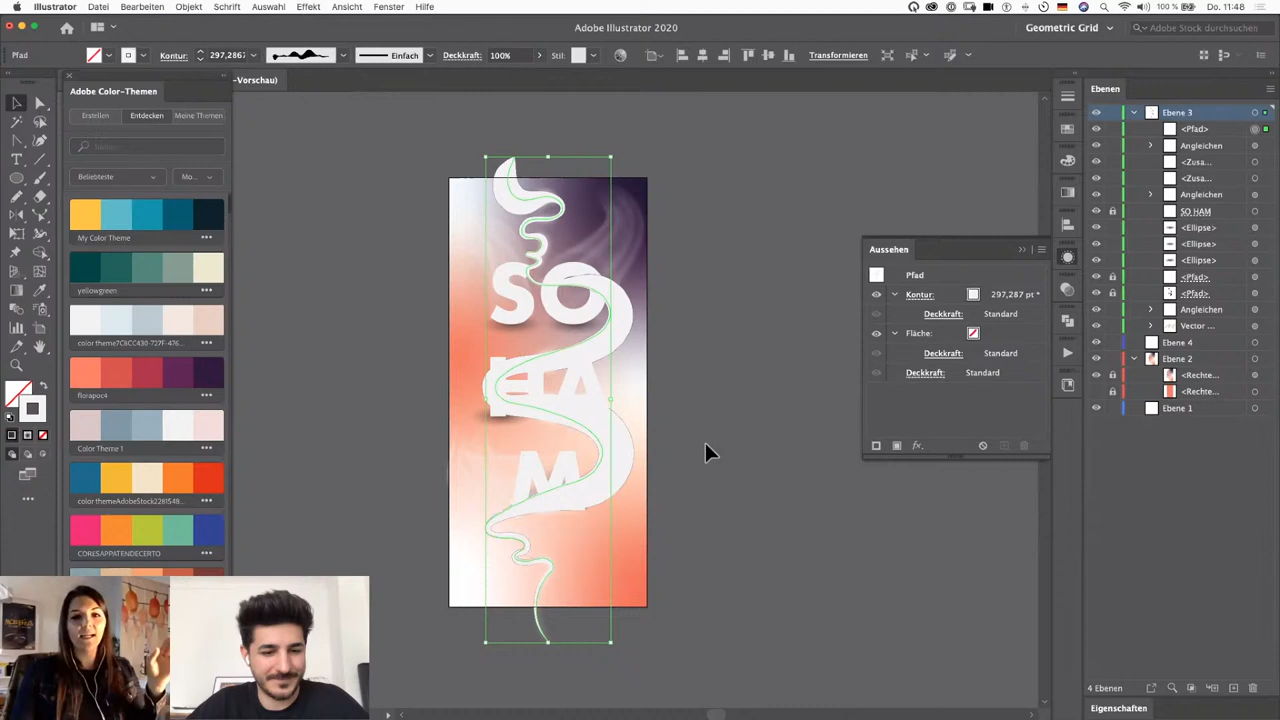 Illustrator Datei Bearbeiten Objekt Schrift Auswahl Effekt Ansicht Fenster Hilfe 100 % Do. 11:48
Adobe Illustrator 2020 Geometric Grid Adobe Stock durchsuchen
Pfad Kontur: 297,286 Einfach Deckkraft: 100% Stil: Transformieren
-Vorschau)
Adobe Color-Themen
Erstellen Entdecken Meine Themen
Beliebteste Mo...
My Color Theme
yellowgreen
color theme7C8CC430-727F-476...
florapoc4
Color Theme 1
color themeAdobeStock2281548...
CORESAPPATENDECERTO
SO
HA
M
Aussehen
Pfad
Kontur: 297,287 pt*
Deckkraft: Standard
Fläche:
Deckkraft: Standard
Deckkraft: Standard
fx.
Ebenen
Ebene 3
<Pfad>
Angleichen
<Zusa...
<Zusa...
Angleichen
SO HAM
<Ellipse>
<Ellipse>
<Ellipse>
<Pfad>
<Pfad>
Angleichen
Vector ...
Ebene 4
Ebene 2
<Rechte...
<Rechte...
Ebene 1
4 Ebenen
Eigenschaften